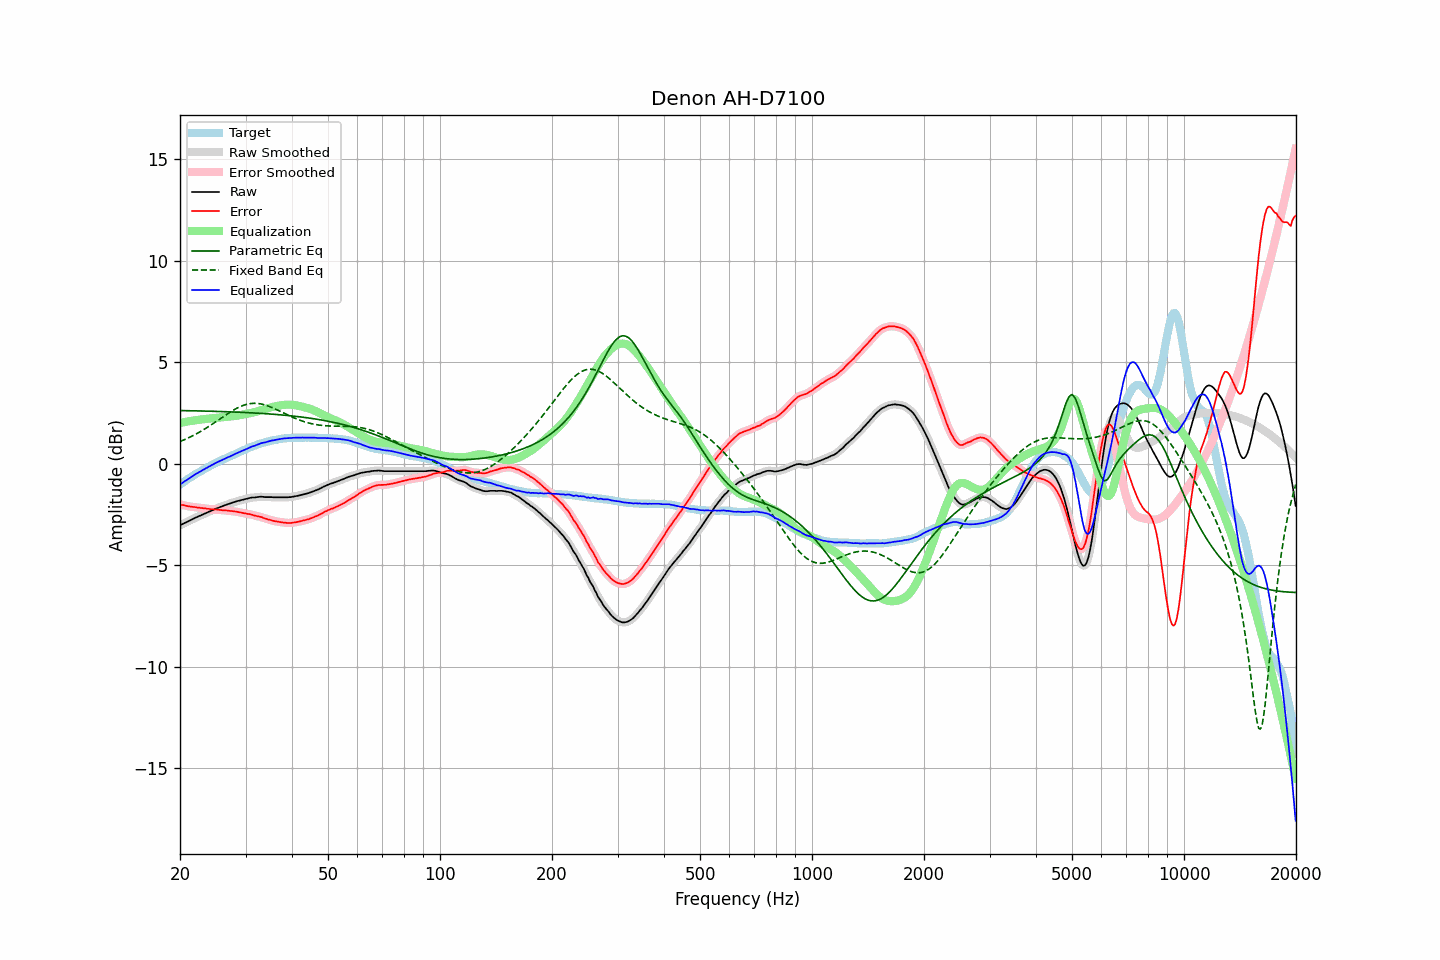 Denon AH-D7100
Target
Raw Smoothed
Error Smoothed
Raw
Error
Equalization
Parametric Eq
Fixed Band Eq
Equalized
15
10
5
0
−5
−10
−15
Amplitude (dBr)
20 50 100 200 500 1000 2000 5000 10000 20000
Frequency (Hz)